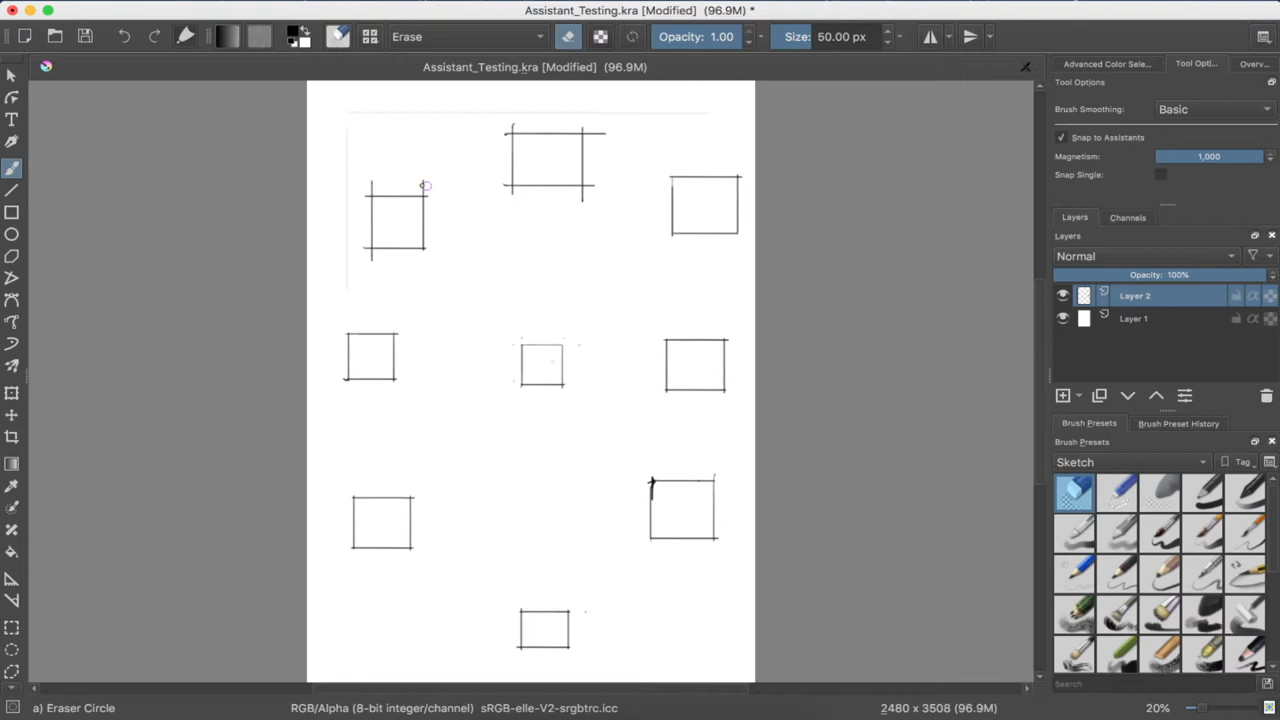 Assistant_Testing.kra [Modified] (96.9M) *
Erase
Opacity: 1.00
Size: 50.00 px
Assistant_Testing.kra [Modified] (96.9M)
Advanced Color Sele...
Tool Opti...
Overv...
Tool Options
Brush Smoothing:
Basic
Snap to Assistants
Magnetism:
1,000
Snap Single:
Layers
Channels
Layers
Normal
Opacity: 100%
Layer 2
Layer 1
Brush Presets
Brush Preset History
Brush Presets
Sketch
Tag
Search
a) Eraser Circle
RGB/Alpha (8-bit integer/channel) sRGB-elle-V2-srgbtrc.icc
2480 x 3508 (96.9M)
20%